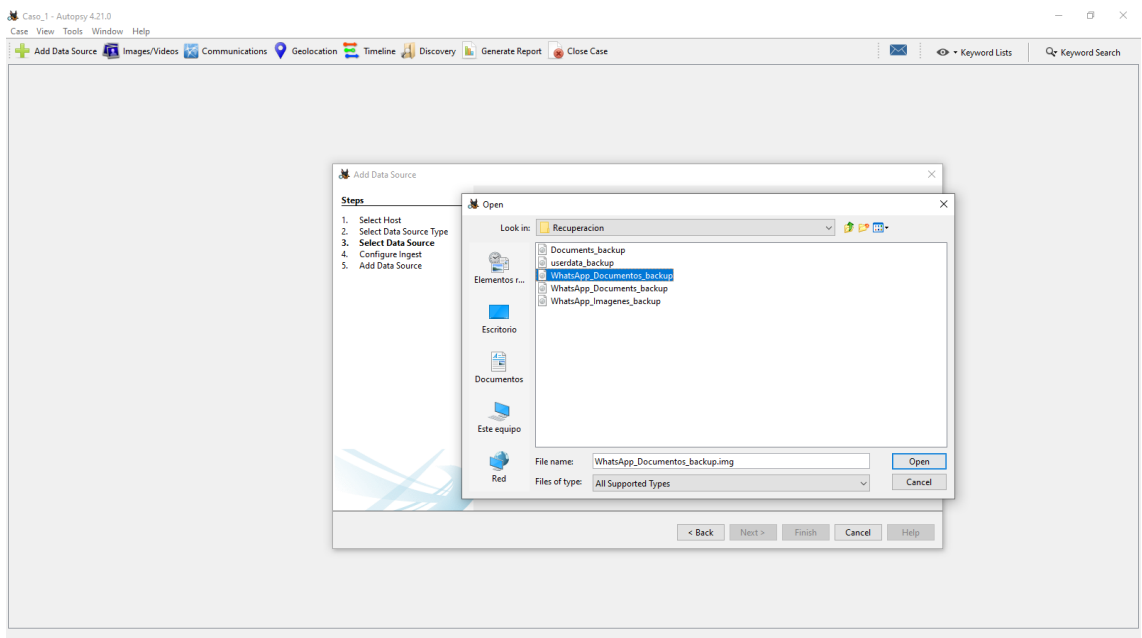 Caso_1 - Autopsy 4.21.0
Case View Tools Window Help
Add Data Source Images/Videos Communications Geolocation Timeline Discovery Generate Report Close Case Keyword Lists Keyword Search
Add Data Source
Steps
1. Select Host
2. Select Data Source Type
3. Select Data Source
4. Configure Ingest
5. Add Data Source
Open
Look in: Recuperacion
Elementos r...
Escritorio
Documentos
Este equipo
Red
Documents_backup
userdata_backup
WhatsApp_Documentos_backup
WhatsApp_Documents_backup
WhatsApp_Imagenes_backup
File name: WhatsApp_Documentos_backup.img Open
Files of type: All Supported Types Cancel
< Back Next > Finish Cancel Help